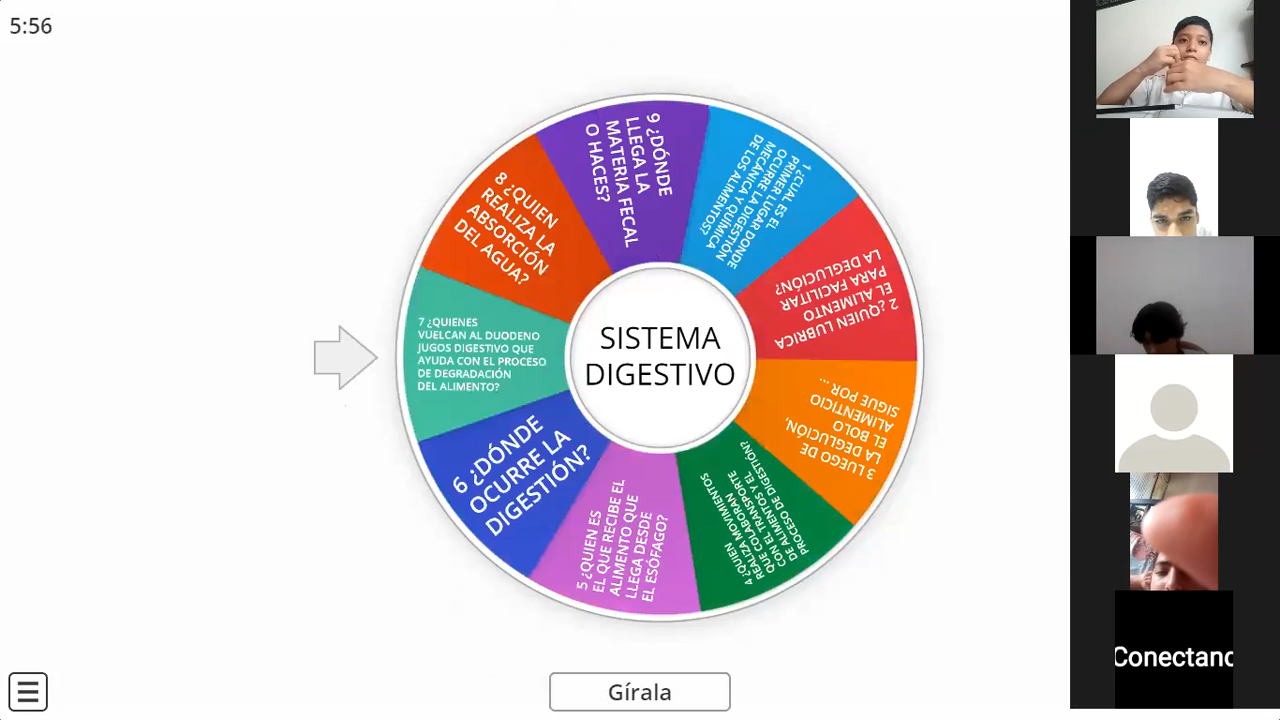 5:56
1 ¿CUAL ES EL
PRIMER LUGAR DONDE
OCURRE LA DIGESTIÓN
MECÁNICA Y QUÍMICA
DE LOS ALIMENTOS?
2 ¿QUIEN LUBRICA
EL ALIMENTO
PARA FACILITAR
LA DEGLUCIÓN?
3 LUEGO DE
LA DEGLUCIÓN,
EL BOLO
ALIMENTICIO
SIGUE POR ...
4 ¿QUIEN
REALIZA MOVIMIENTOS
QUE COLABORAN
CON EL TRANSPORTE
DE ALIMENTOS Y EL
PROCESO DE DIGESTIÓN?
5 ¿QUIEN ES
EL QUE RECIBE EL
ALIMENTO QUE
LLEGA DESDE
EL ESÓFAGO?
6 ¿DÓNDE
OCURRE LA
DIGESTIÓN?
7 ¿QUIENES
VUELCAN AL DUODENO
JUGOS DIGESTIVO QUE
AYUDA CON EL PROCESO
DE DEGRADACIÓN
DEL ALIMENTO?
8 ¿QUIEN
REALIZA LA
ABSORCIÓN
DEL AGUA?
9 ¿DÓNDE
LLEGA LA
MATERIA FECAL
O HACES?
SISTEMA
DIGESTIVO
Gírala
Conectand